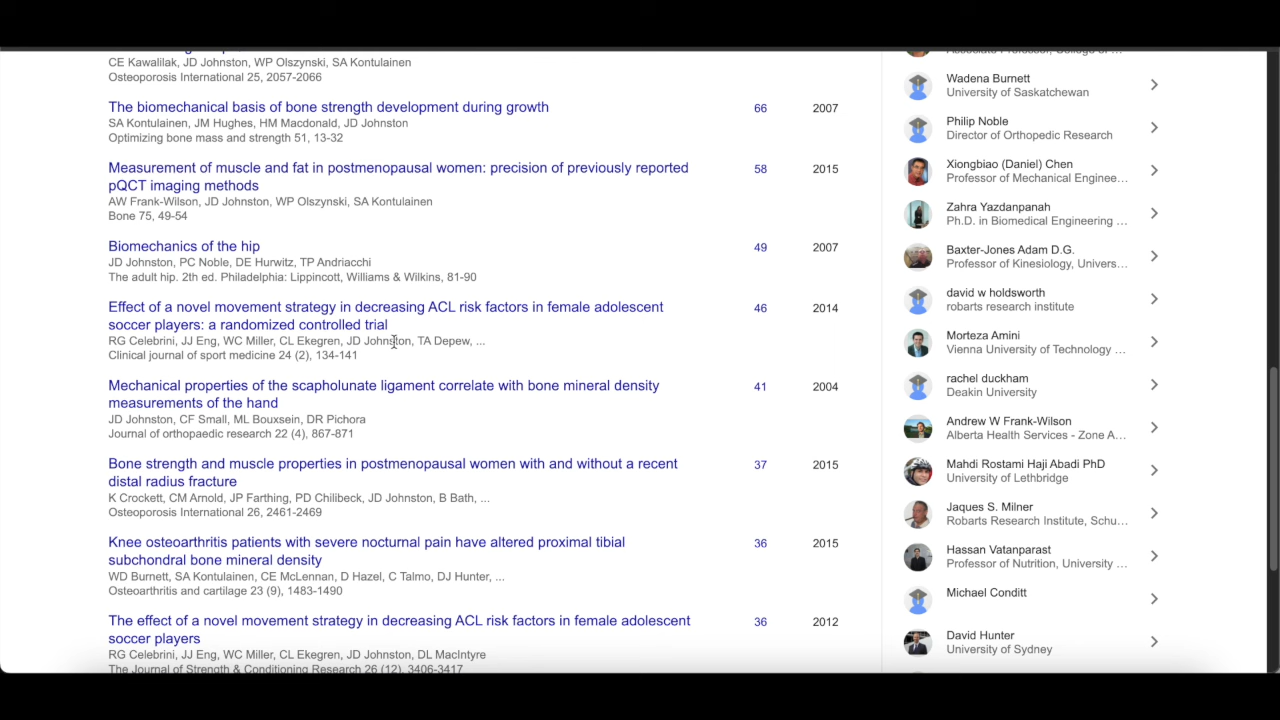 CE Kawalilak, JD Johnston, WP Olszynski, SA Kontulainen
Osteoporosis International 25, 2057-2066
The biomechanical basis of bone strength development during growth
66
2007
SA Kontulainen, JM Hughes, HM Macdonald, JD Johnston
Optimizing bone mass and strength 51, 13-32
Measurement of muscle and fat in postmenopausal women: precision of previously reported
58
2015
pQCT imaging methods
AW Frank-Wilson, JD Johnston, WP Olszynski, SA Kontulainen
Bone 75, 49-54
Biomechanics of the hip
49
2007
JD Johnston, PC Noble, DE Hurwitz, TP Andriacchi
The adult hip. 2nd ed. Philadelphia: Lippincott, Williams & Wilkins, 81-90
Effect of a novel movement strategy in decreasing ACL risk factors in female adolescent
46
2014
soccer players: a randomized controlled trial
RG Celebrini, JJ Eng, WC Miller, CL Ekegren, JD Johnston, TA Depew, ...
Clinical journal of sport medicine 24 (2), 134-141
Mechanical properties of the scapholunate ligament correlate with bone mineral density
41
2004
measurements of the hand
JD Johnston, CF Small, ML Bouxsein, DR Pichora
Journal of orthopaedic research 22 (4), 867-871
Bone strength and muscle properties in postmenopausal women with and without a recent
37
2015
distal radius fracture
K Crockett, CM Arnold, JP Farthing, PD Chilibeck, JD Johnston, B Bath, ...
Osteoporosis International 26, 2461-2469
Knee osteoarthritis patients with severe nocturnal pain have altered proximal tibial
36
2015
subchondral bone mineral density
WD Burnett, SA Kontulainen, CE McLennan, D Hazel, C Talmo, DJ Hunter, ...
Osteoarthritis and cartilage 23 (9), 1483-1490
The effect of a novel movement strategy in decreasing ACL risk factors in female adolescent
36
2012
soccer players
RG Celebrini, JJ Eng, WC Miller, CL Ekegren, JD Johnston, DL MacIntyre
The Journal of Strength & Conditioning Research 26 (12), 3406-3417
Associate Professor, College of ...
Wadena Burnett
University of Saskatchewan
Philip Noble
Director of Orthopedic Research
Xiongbiao (Daniel) Chen
Professor of Mechanical Enginee...
Zahra Yazdanpanah
Ph.D. in Biomedical Engineering ...
Baxter-Jones Adam D.G.
Professor of Kinesiology, Univers...
david w holdsworth
robarts research institute
Morteza Amini
Vienna University of Technology ...
rachel duckham
Deakin University
Andrew W Frank-Wilson
Alberta Health Services - Zone A...
Mahdi Rostami Haji Abadi PhD
University of Lethbridge
Jaques S. Milner
Robarts Research Institute, Schu...
Hassan Vatanparast
Professor of Nutrition, University ...
Michael Conditt
David Hunter
University of Sydney